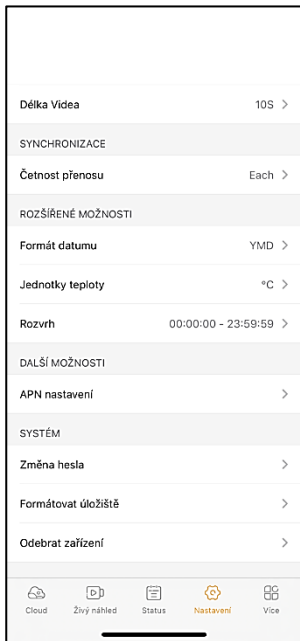 Délka Videa 10S
SYNCHRONIZACE
Četnost přenosu Each
ROZŠÍŘENÉ MOŽNOSTI
Formát datumu YMD
Jednotky teploty °C
Rozvrh 00:00:00 - 23:59:59
DALŠÍ MOŽNOSTI
APN nastavení
SYSTÉM
Změna hesla
Formátovat úložiště
Odebrat zařízení
Cloud Živý náhled Status Nastavení Více